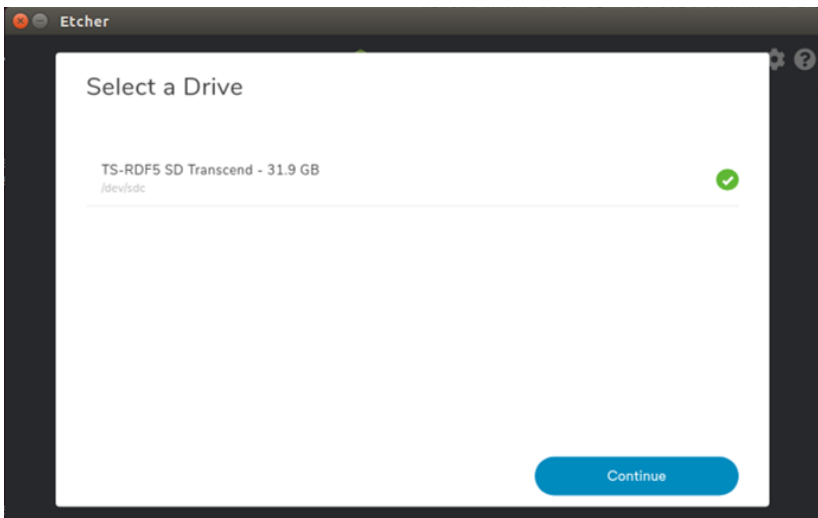 Etcher
Select a Drive
TS-RDF5 SD Transcend - 31.9 GB
/dev/sdc
Continue